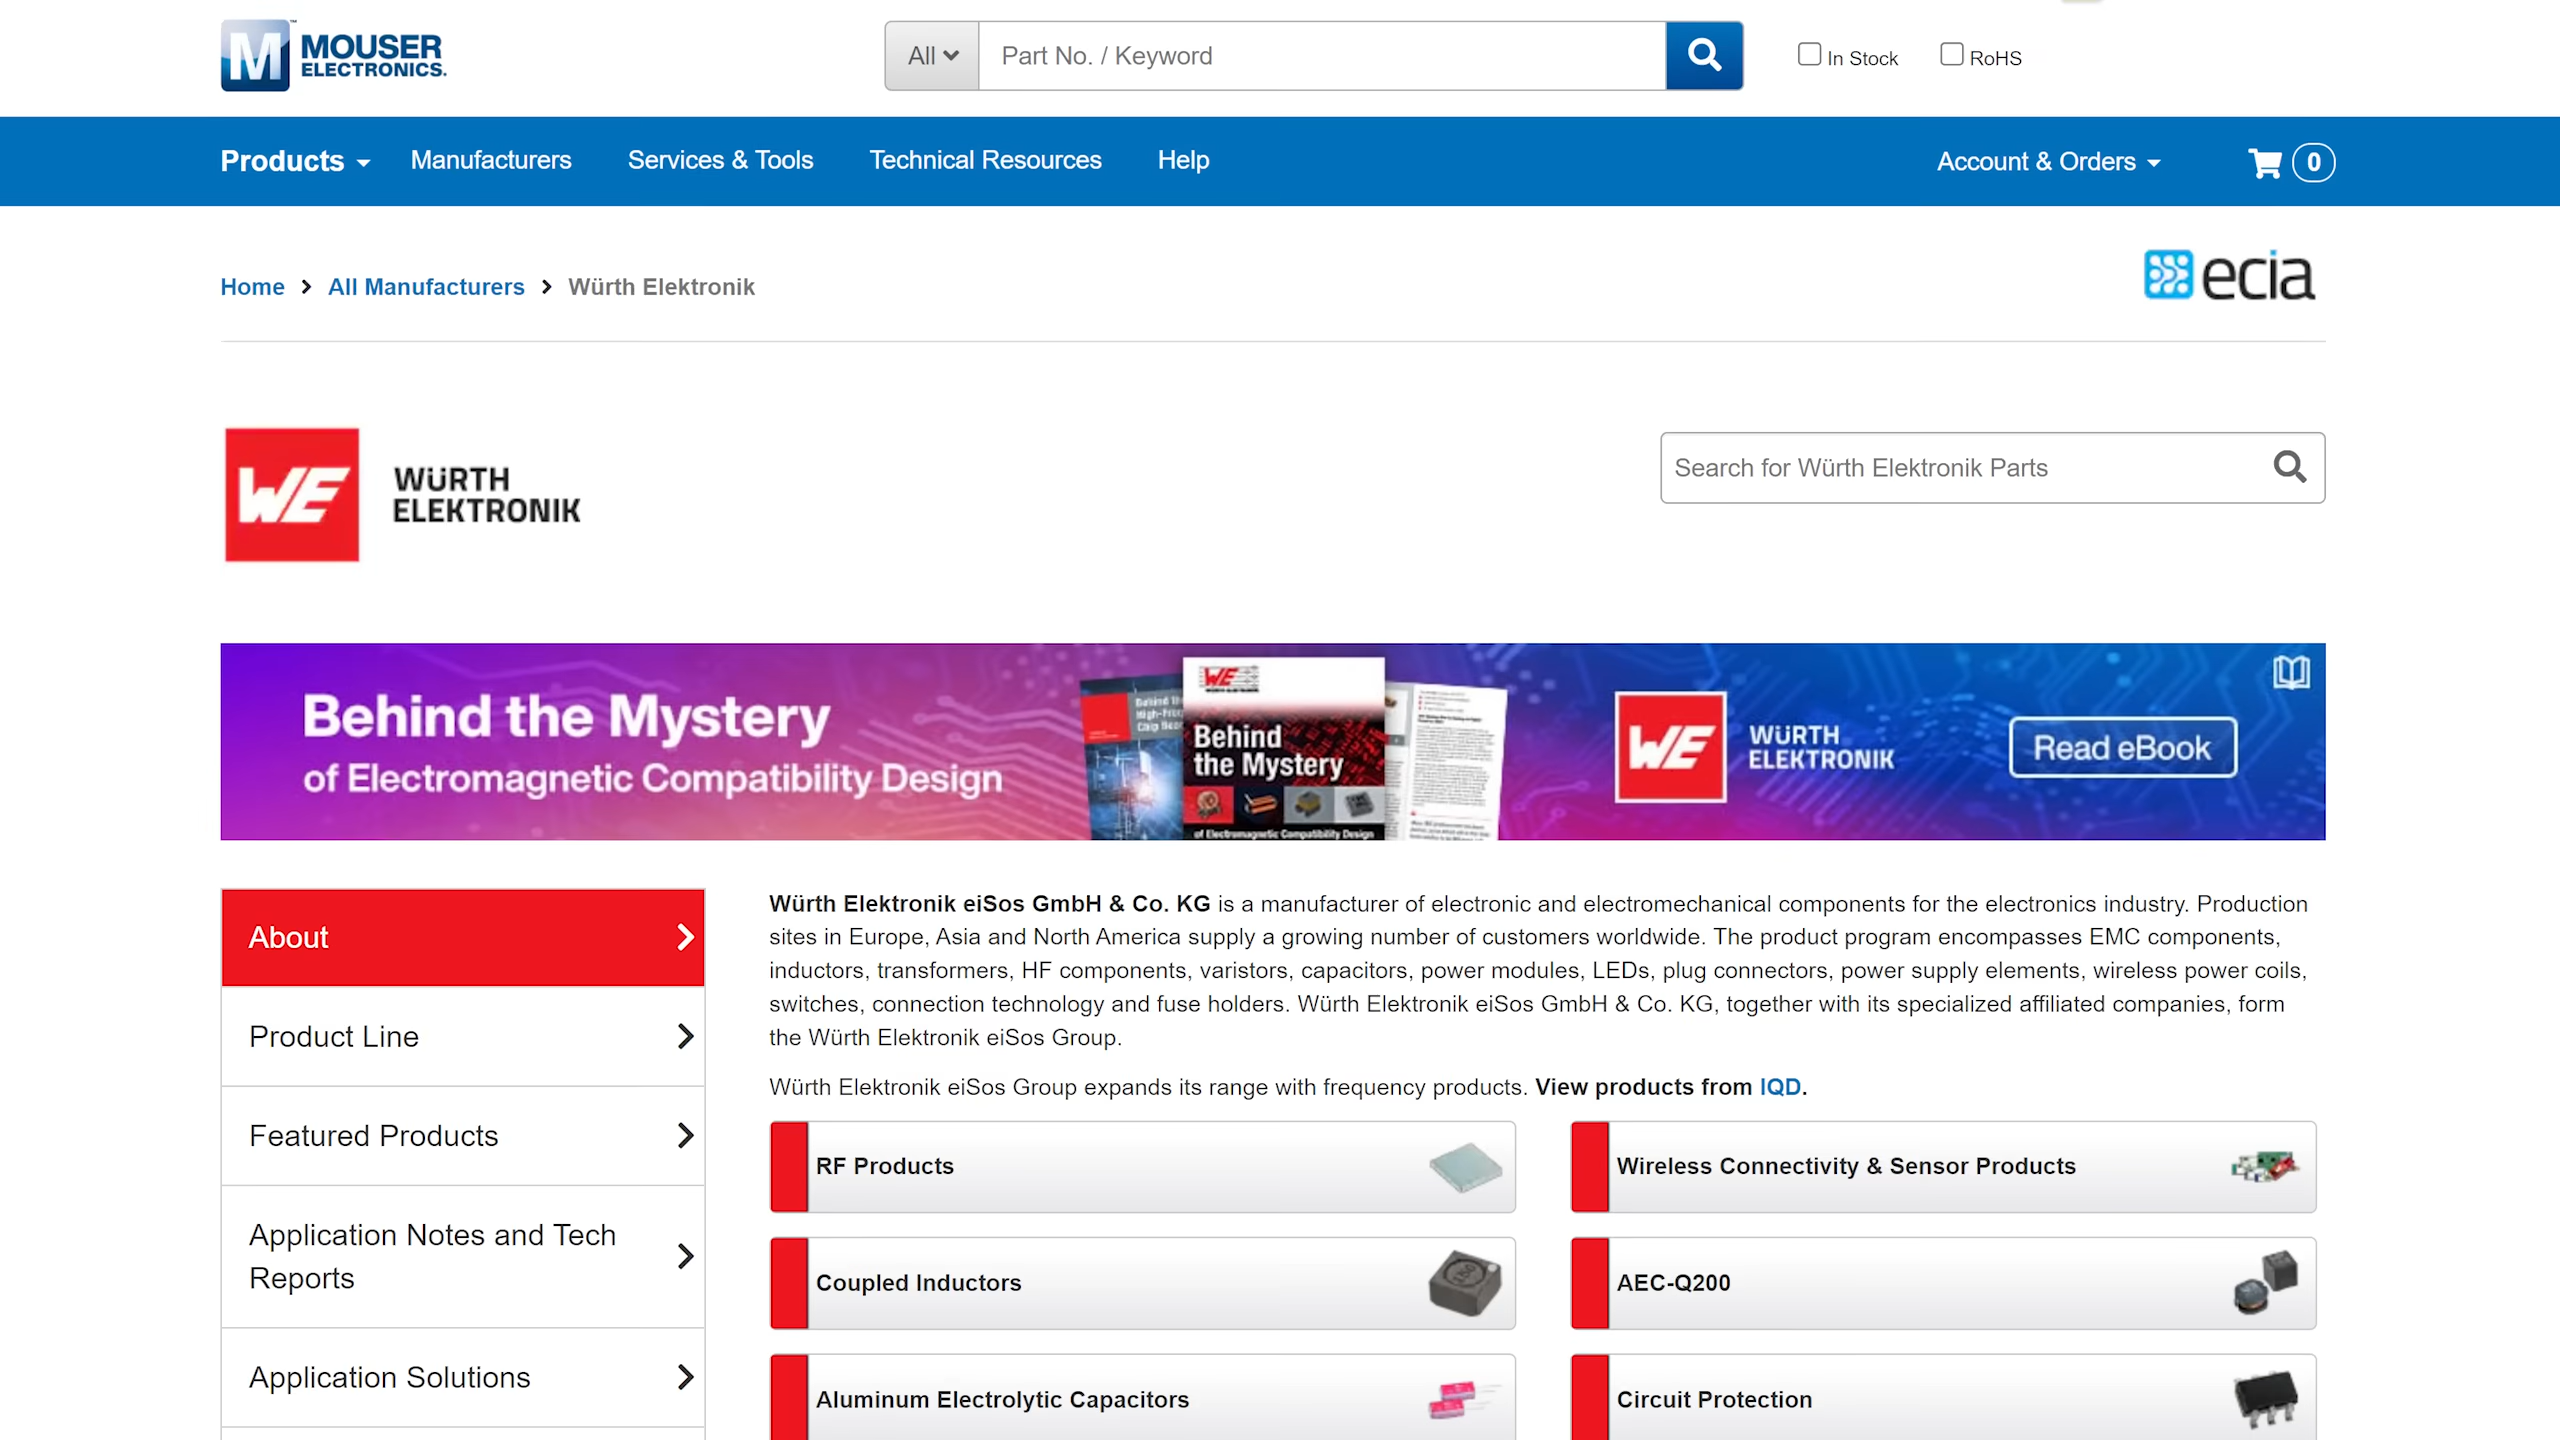 MOUSER
ELECTRONICS.
All
Part No. / Keyword
In Stock
RoHS
Products
Manufacturers
Services & Tools
Technical Resources
Help
Account & Orders
0
Home
All Manufacturers
Würth Elektronik
ecia
WE
WÜRTH
ELEKTRONIK
Search for Würth Elektronik Parts
Behind the Mystery
of Electromagnetic Compatibility Design
WE
Behind
the Mystery
of Electromagnetic Compatibility Design
WE
WÜRTH
ELEKTRONIK
Read eBook
About
Product Line
Featured Products
Application Notes and Tech
Reports
Application Solutions
Würth Elektronik eiSos GmbH & Co. KG is a manufacturer of electronic and electromechanical components for the electronics industry. Production
sites in Europe, Asia and North America supply a growing number of customers worldwide. The product program encompasses EMC components,
inductors, transformers, HF components, varistors, capacitors, power modules, LEDs, plug connectors, power supply elements, wireless power coils,
switches, connection technology and fuse holders. Würth Elektronik eiSos GmbH & Co. KG, together with its specialized affiliated companies, form
the Würth Elektronik eiSos Group.
Würth Elektronik eiSos Group expands its range with frequency products. View products from IQD.
RF Products
Wireless Connectivity & Sensor Products
Coupled Inductors
AEC-Q200
Aluminum Electrolytic Capacitors
Circuit Protection